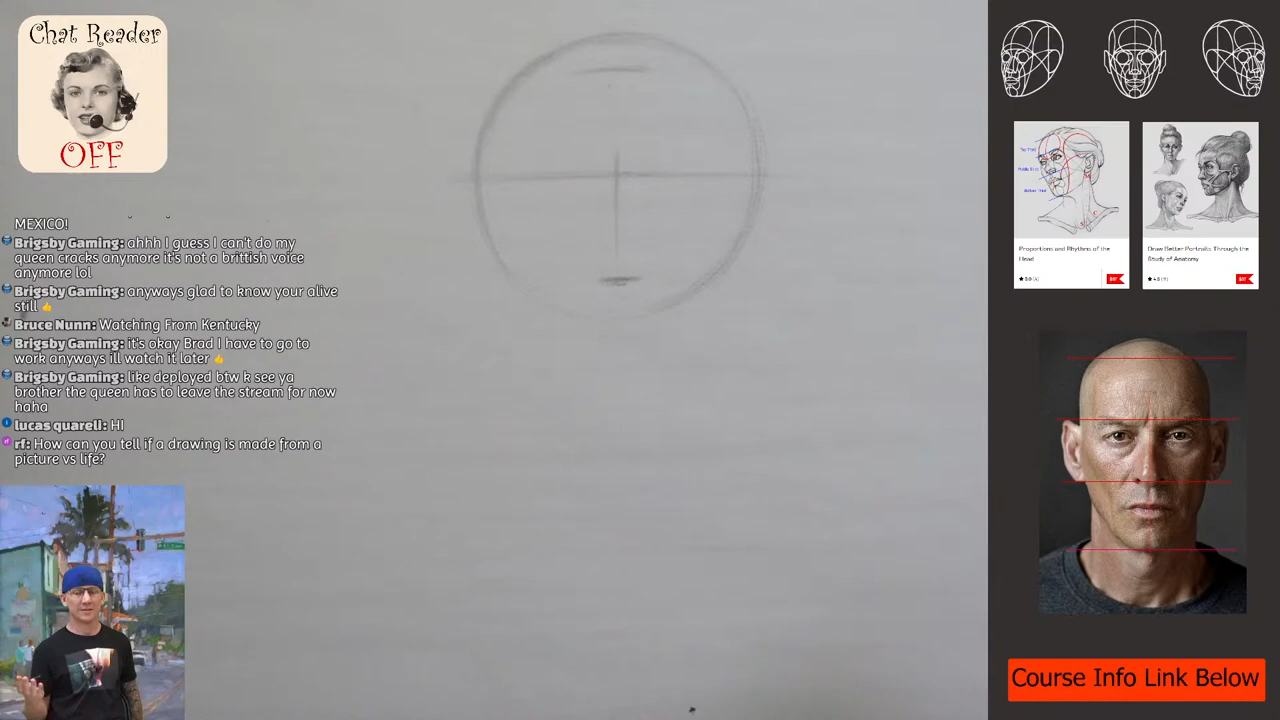 Chat Reader
OFF
MEXICO!
Brigsby Gaming: ahhh I guess I can't do my
queen cracks anymore it's not a brittish voice
anymore lol
Brigsby Gaming: anyways glad to know your alive
still
Bruce Nunn: Watching From Kentucky
Brigsby Gaming: it's okay Brad I have to go to
work anyways ill watch it later
Brigsby Gaming: like deployed btw k see ya
brother the queen has to leave the stream for now
haha
lucas quareli: HI
rf: How can you tell if a drawing is made from a
picture vs life?
Proportions and Rhythms of the
Head
Draw Better Portraits Through the
Study of Anatomy
Course Info Link Below